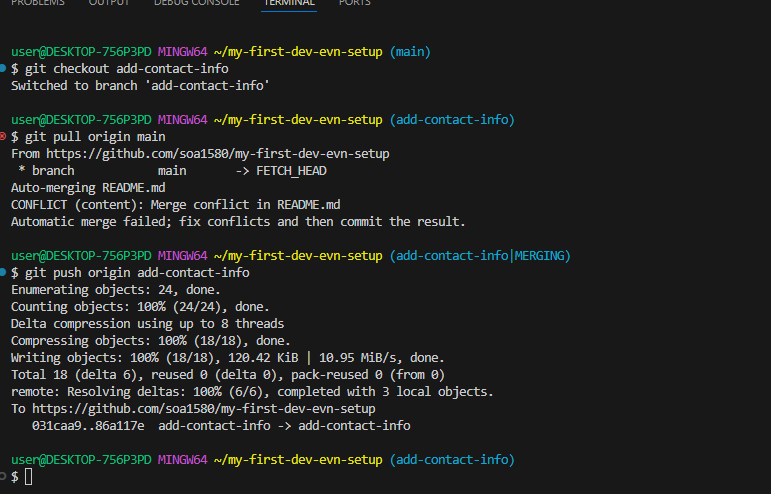 PROBLEMS OUTPUT DEBUG CONSOLE TERMINAL PORTS
user@DESKTOP-756P3PD MINGW64 ~/my-first-dev-evn-setup (main)
$ git checkout add-contact-info
Switched to branch 'add-contact-info'
user@DESKTOP-756P3PD MINGW64 ~/my-first-dev-evn-setup (add-contact-info)
$ git pull origin main
From https://github.com/soa1580/my-first-dev-evn-setup
 * branch            main       -> FETCH_HEAD
Auto-merging README.md
CONFLICT (content): Merge conflict in README.md
Automatic merge failed; fix conflicts and then commit the result.
user@DESKTOP-756P3PD MINGW64 ~/my-first-dev-evn-setup (add-contact-info|MERGING)
$ git push origin add-contact-info
Enumerating objects: 24, done.
Counting objects: 100% (24/24), done.
Delta compression using up to 8 threads
Compressing objects: 100% (18/18), done.
Writing objects: 100% (18/18), 120.42 KiB | 10.95 MiB/s, done.
Total 18 (delta 6), reused 0 (delta 0), pack-reused 0 (from 0)
remote: Resolving deltas: 100% (6/6), completed with 3 local objects.
To https://github.com/soa1580/my-first-dev-evn-setup
   031caa9..86a117e  add-contact-info -> add-contact-info
user@DESKTOP-756P3PD MINGW64 ~/my-first-dev-evn-setup (add-contact-info)
$